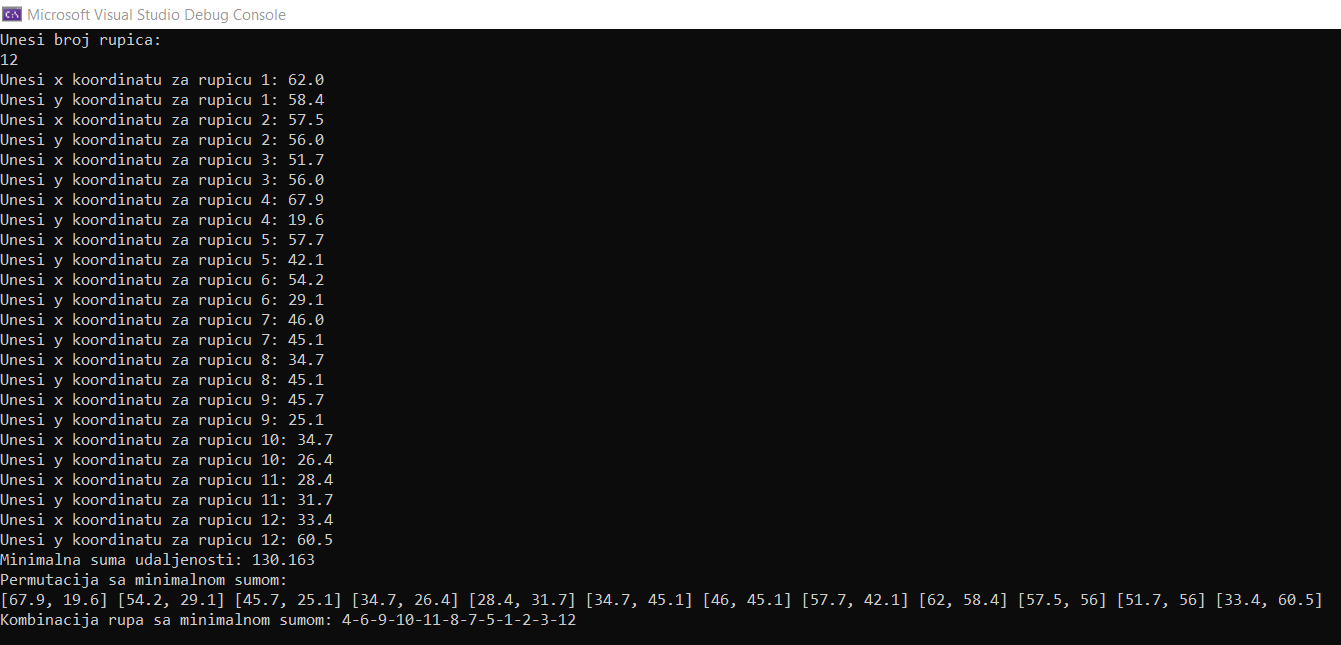 Microsoft Visual Studio Debug Console
Unesi broj rupica:
12
Unesi x koordinatu za rupicu 1: 62.0
Unesi y koordinatu za rupicu 1: 58.4
Unesi x koordinatu za rupicu 2: 57.5
Unesi y koordinatu za rupicu 2: 56.0
Unesi x koordinatu za rupicu 3: 51.7
Unesi y koordinatu za rupicu 3: 56.0
Unesi x koordinatu za rupicu 4: 67.9
Unesi y koordinatu za rupicu 4: 19.6
Unesi x koordinatu za rupicu 5: 57.7
Unesi y koordinatu za rupicu 5: 42.1
Unesi x koordinatu za rupicu 6: 54.2
Unesi y koordinatu za rupicu 6: 29.1
Unesi x koordinatu za rupicu 7: 46.0
Unesi y koordinatu za rupicu 7: 45.1
Unesi x koordinatu za rupicu 8: 34.7
Unesi y koordinatu za rupicu 8: 45.1
Unesi x koordinatu za rupicu 9: 45.7
Unesi y koordinatu za rupicu 9: 25.1
Unesi x koordinatu za rupicu 10: 34.7
Unesi y koordinatu za rupicu 10: 26.4
Unesi x koordinatu za rupicu 11: 28.4
Unesi y koordinatu za rupicu 11: 31.7
Unesi x koordinatu za rupicu 12: 33.4
Unesi y koordinatu za rupicu 12: 60.5
Minimalna suma udaljenosti: 130.163
Permutacija sa minimalnom sumom:
[67.9, 19.6] [54.2, 29.1] [45.7, 25.1] [34.7, 26.4] [28.4, 31.7] [34.7, 45.1] [46, 45.1] [57.7, 42.1] [62, 58.4] [57.5, 56] [51.7, 56] [33.4, 60.5]
Kombinacija rupa sa minimalnom sumom: 4-6-9-10-11-8-7-5-1-2-3-12